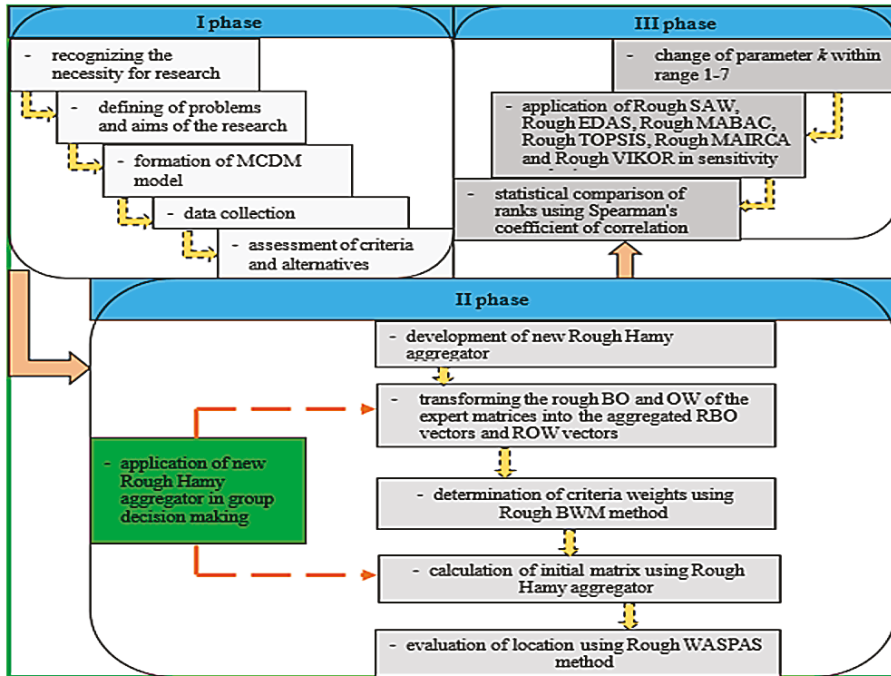 I phase
- recognizing the
necessity for research
- defining of problems
and aims of the research
- formation of MCDM
model
- data collection
- assessment of criteria
and alternatives
III phase
- change of parameter k within
range 1-7
- application of Rough SAW,
Rough EDAS, Rough MABAC,
Rough TOPSIS, Rough MAIRCA
and Rough VIKOR in sensitivity
- statistical comparison of
ranks using Spearman's
coefficient of correlation
II phase
- development of new Rough Hamy
aggregator
- transforming the rough BO and OW of the
expert matrices into the aggregated RBO
vectors and ROW vectors
- application of new
Rough Hamy
aggregator in group
decision making
- determination of criteria weights using
Rough BWM method
- calculation of initial matrix using Rough
Hamy aggregator
- evaluation of location using Rough WASPAS
method